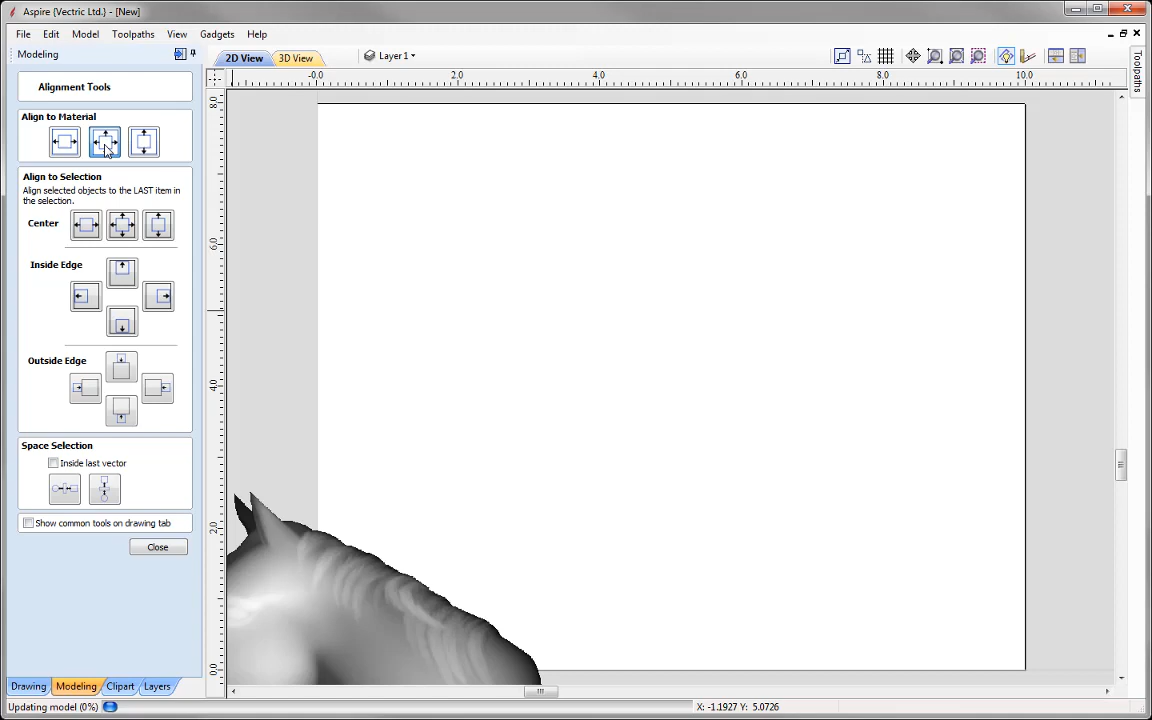 Aspire {Vectric Ltd.} - [New]
File Edit Model Toolpaths View Gadgets Help
Modeling
2D View 3D View Layer1
Toolpaths
Alignment Tools
-0.0 2.0 4.0 6.0 8.0 10.0
8.0
6.0
4.0
2.0
0.0
Align to Material
Align to Selection
Align selected objects to the LAST item in
the selection.
Center
Inside Edge
Outside Edge
Space Selection
Inside last vector
Show common tools on drawing tab
Close
Drawing Modeling Clipart Layers
Updating model (0%)
X: -1.1927 Y: 5.0726